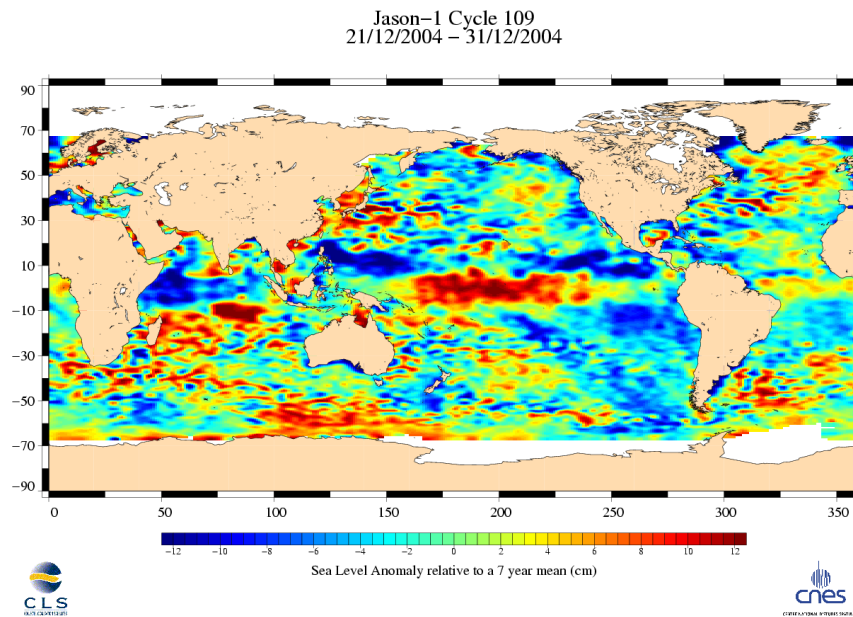 Jason−1 Cycle 109
21/12/2004 − 31/12/2004
90
70
50
30
10
−10
−30
−50
−70
−90
0 50 100 150 200 250 300 350
−12 −10 −8 −6 −4 −2 0 2 4 6 8 10 12
Sea Level Anomaly relative to a 7 year mean (cm)
CLS
cnes